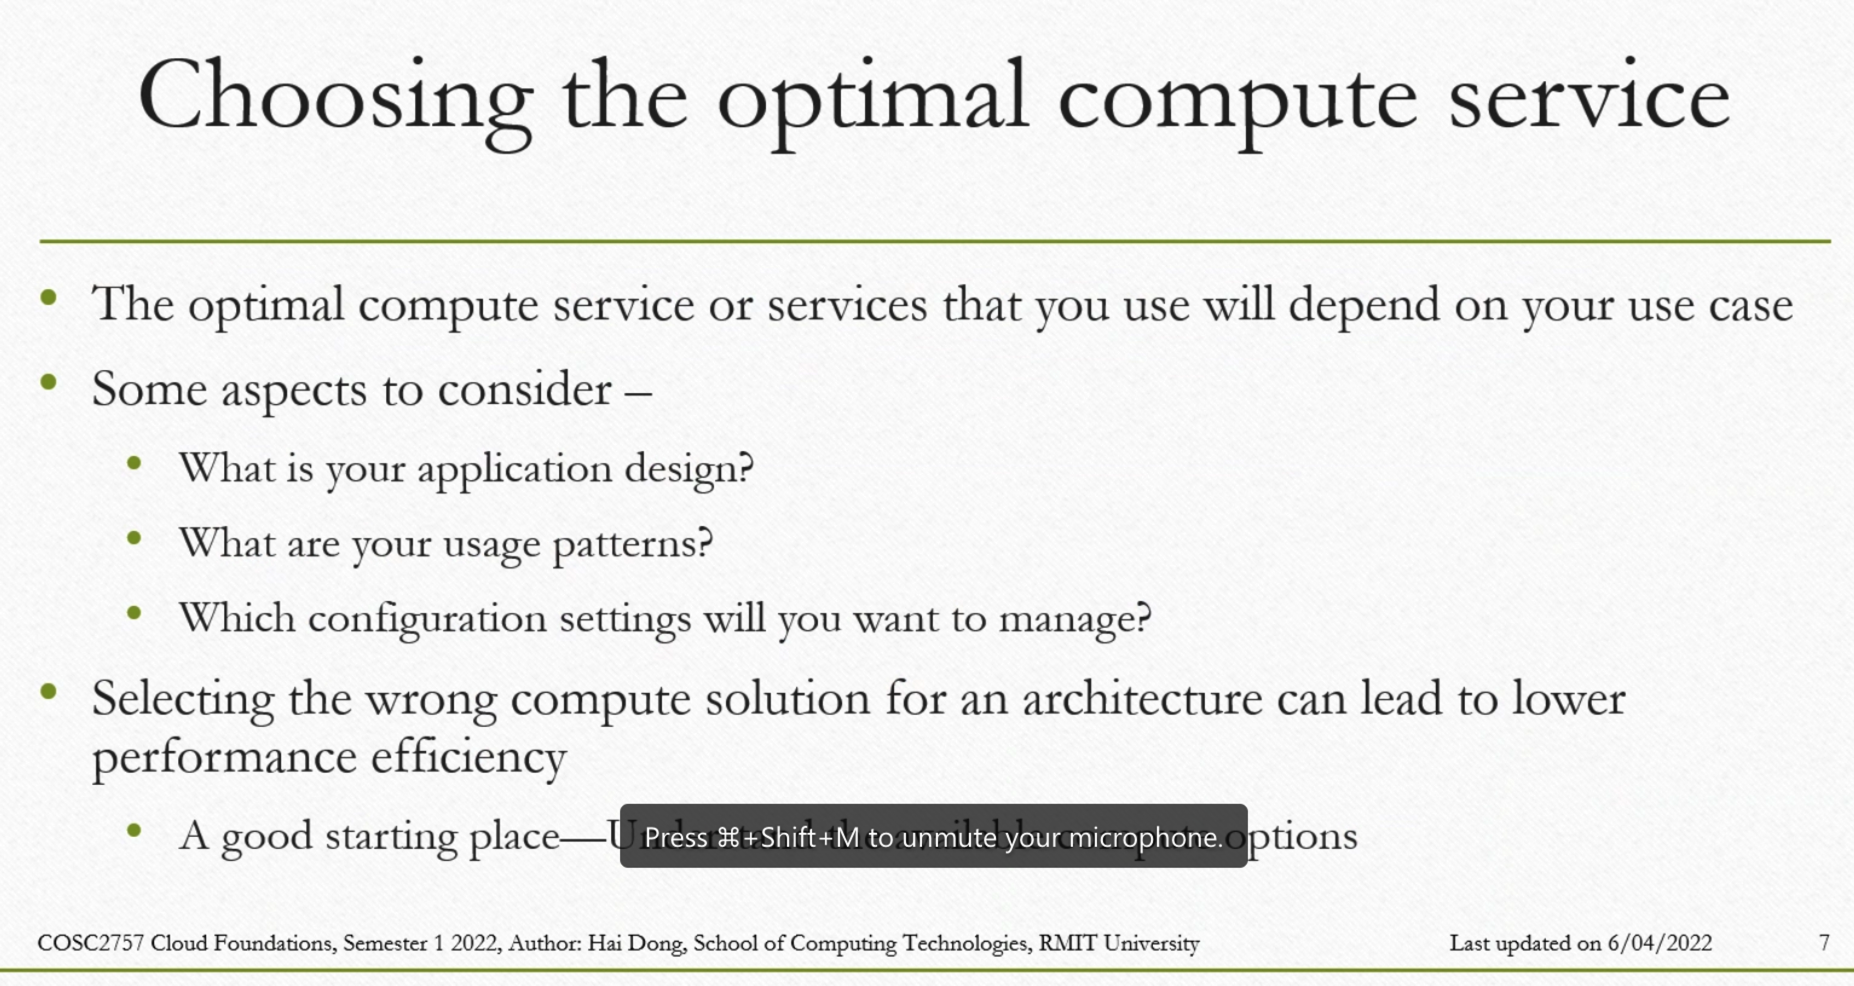 Choosing the optimal compute service
• The optimal compute service or services that you use will depend on your use case
• Some aspects to consider –
• What is your application design?
• What are your usage patterns?
• Which configuration settings will you want to manage?
• Selecting the wrong compute solution for an architecture can lead to lower
performance efficiency
• A good starting place—Understand the available compute options
Press ⌘+Shift+M to unmute your microphone.
COSC2757 Cloud Foundations, Semester 1 2022, Author: Hai Dong, School of Computing Technologies, RMIT University Last updated on 6/04/2022 7